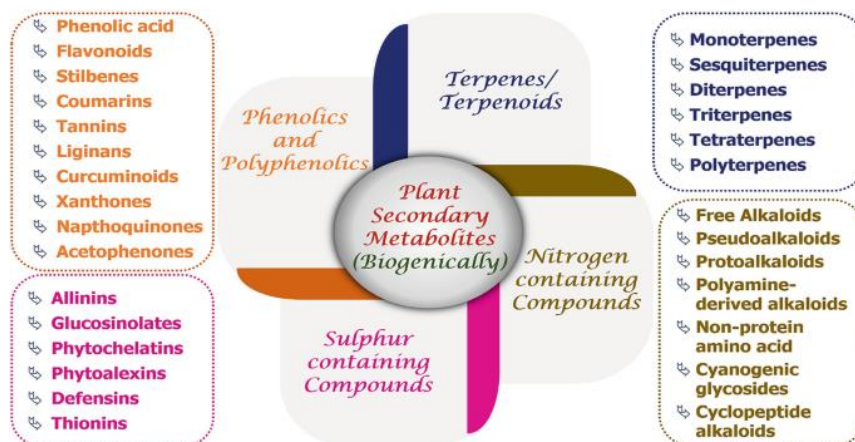 Phenolic acid
Flavonoids
Stilbenes
Coumarins
Tannins
Liginans
Curcuminoids
Xanthones
Napthoquinones
Acetophenones
Allinins
Glucosinolates
Phytochelatins
Phytoalexins
Defensins
Thionins
Phenolics
and
Polyphenolics
Terpenes/
Terpenoids
Plant
Secondary
Metabolites
(Biogenically)
Sulphur
containing
Compounds
Nitrogen
containing
Compounds
Monoterpenes
Sesquiterpenes
Diterpenes
Triterpenes
Tetraterpenes
Polyterpenes
Free Alkaloids
Pseudoalkaloids
Protoalkaloids
Polyamine-
derived alkaloids
Non-protein
amino acid
Cyanogenic
glycosides
Cyclopeptide
alkaloids